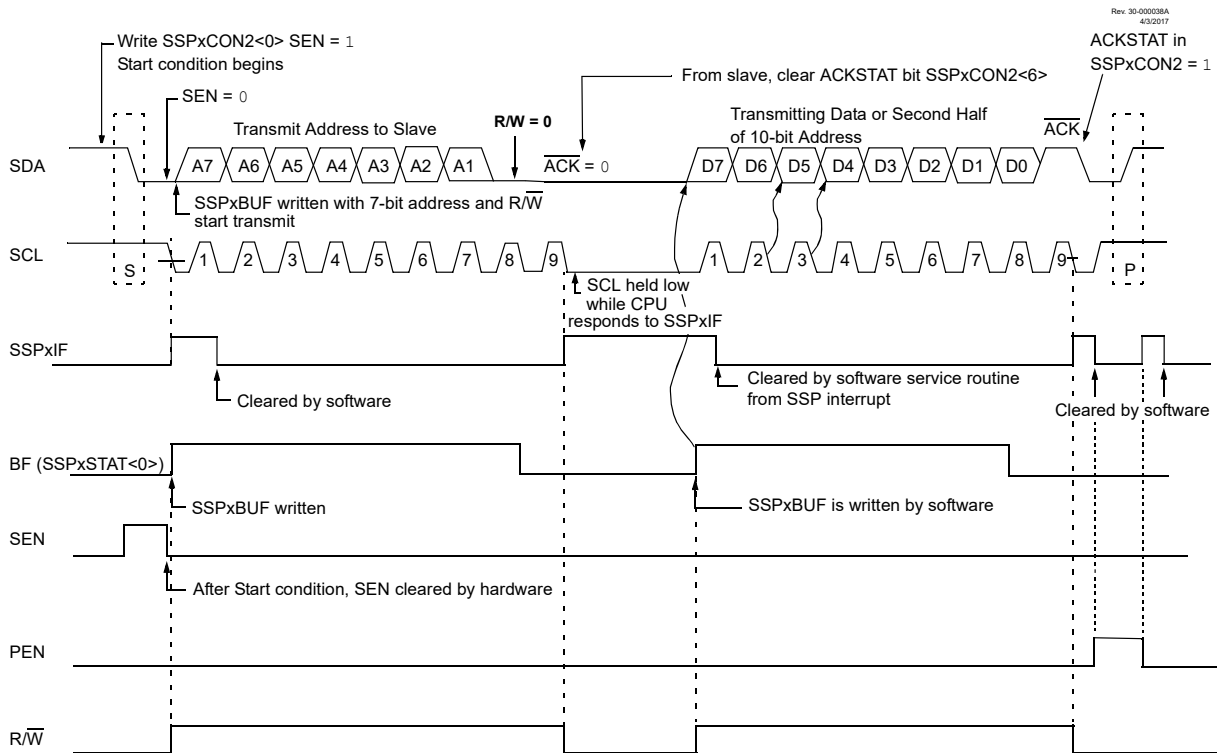 Rev. 30-000038A
4/3/2017
Write SSPxCON2<0> SEN = 1
Start condition begins
ACKSTAT in
SSPxCON2 = 1
From slave, clear ACKSTAT bit SSPxCON2<6>
SEN = 0
Transmit Address to Slave
R/W = 0
Transmitting Data or Second Half
of 10-bit Address
ACK
SDA
A7 A6 A5 A4 A3 A2 A1
ACK = 0
D7 D6 D5 D4 D3 D2 D1 D0
SSPxBUF written with 7-bit address and R/W
start transmit
SCL
S
1 2 3 4 5 6 7 8 9
1 2 3 4 5 6 7 8 9
P
SCL held low
while CPU
responds to SSPxIF
SSPxIF
Cleared by software
Cleared by software service routine
from SSP interrupt
Cleared by software
BF (SSPxSTAT<0>)
SSPxBUF written
SSPxBUF is written by software
SEN
After Start condition, SEN cleared by hardware
PEN
R/W